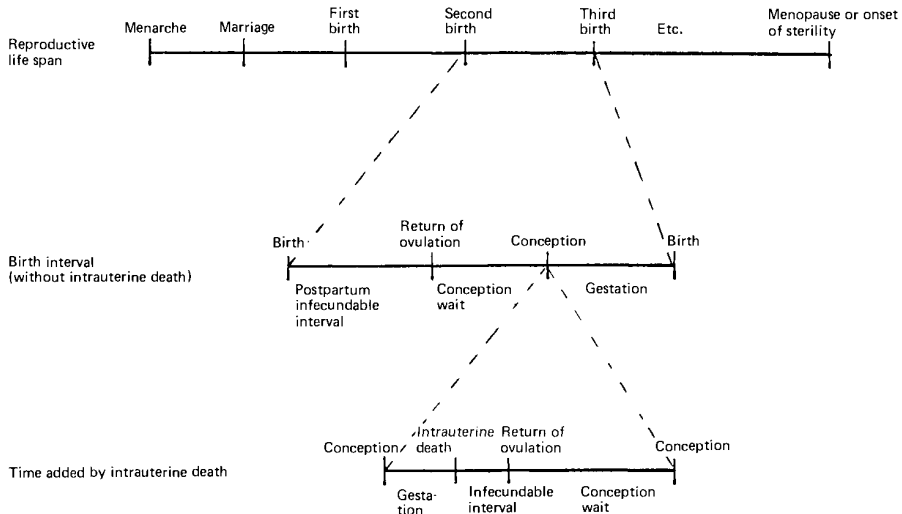 Reproductive
life span
Menarche
Marriage
First
birth
Second
birth
Third
birth
Etc.
Menopause or onset
of sterility
Birth interval
(without intrauterine death)
Birth
Return of
ovulation
Conception
Birth
Postpartum
infecundable
interval
Conception
wait
Gestation
Time added by intrauterine death
Conception
Intrauterine
death
Return of
ovulation
Conception
Gesta-
tion
Infecundable
interval
Conception
wait